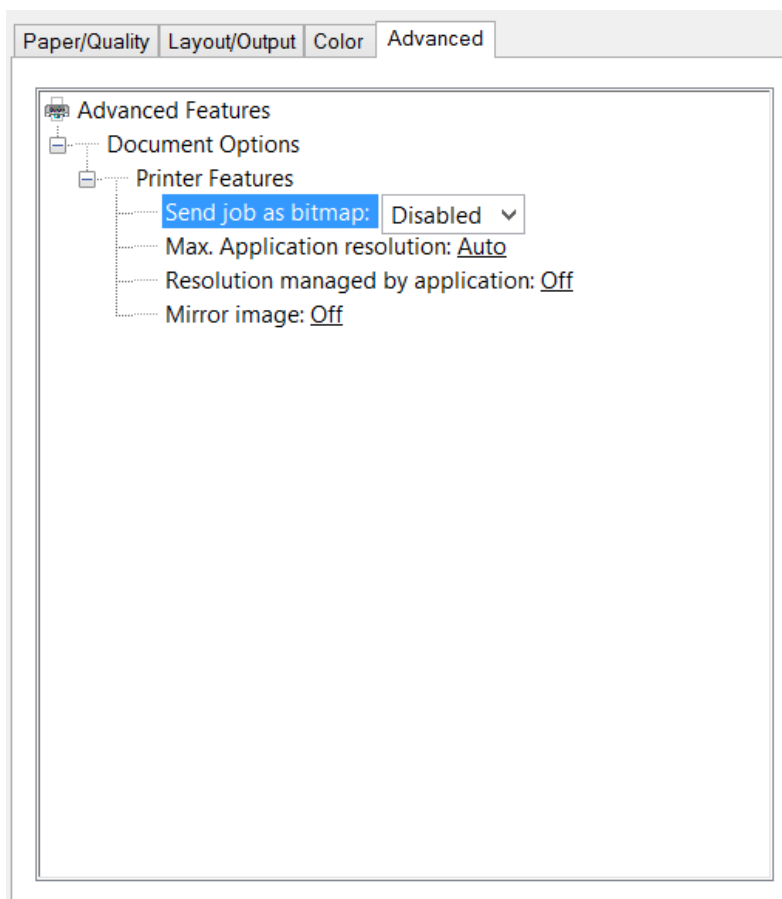 Paper/Quality Layout/Output Color Advanced
Advanced Features
Document Options
Printer Features
Send job as bitmap: Disabled
Max. Application resolution: Auto
Resolution managed by application: Off
Mirror image: Off